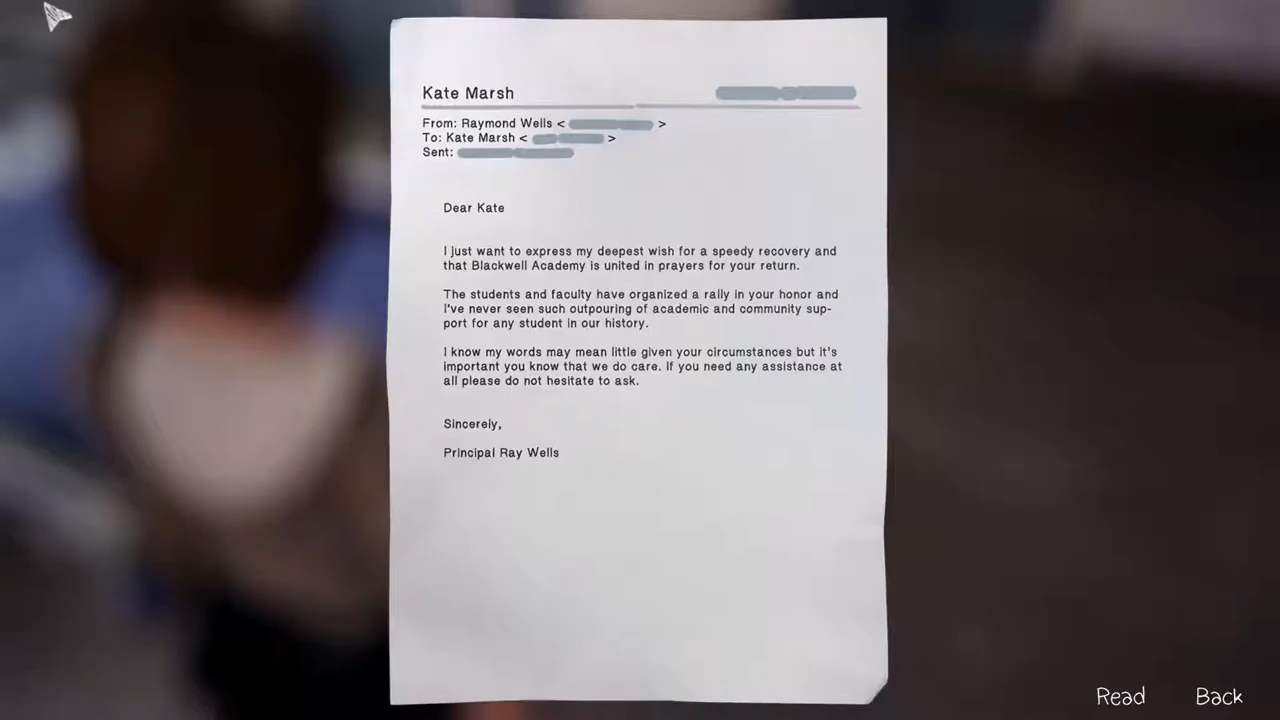 Kate Marsh
From: Raymond Wells < >
To: Kate Marsh < >
Sent:
Dear Kate
I just want to express my deepest wish for a speedy recovery and
that Blackwell Academy is united in prayers for your return.
The students and faculty have organized a rally in your honor and
I've never seen such outpouring of academic and community sup-
port for any student in our history.
I know my words may mean little given your circumstances but it's
important you know that we do care. If you need any assistance at
all please do not hesitate to ask.
Sincerely,
Principal Ray Wells
Read Back